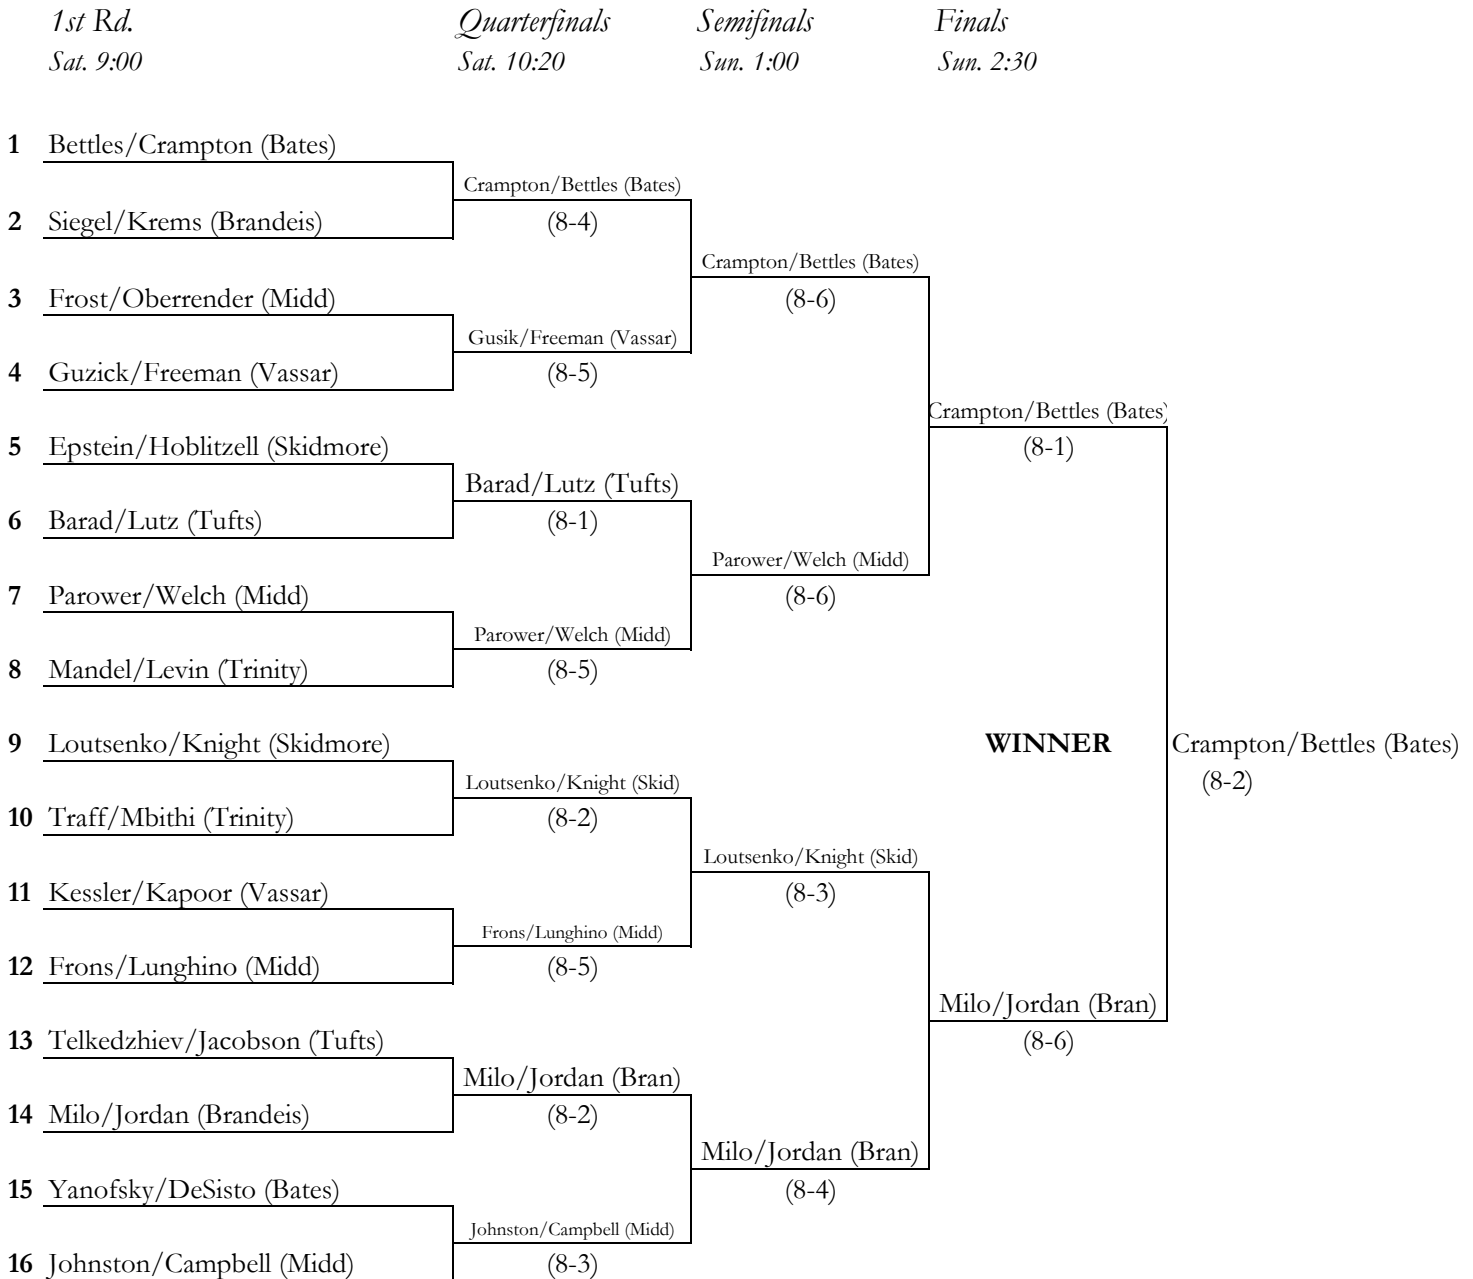 1st Rd. Quarterfinals Semifinals Finals
Sat. 9:00 Sat. 10:20 Sun. 1:00 Sun. 2:30
1 Bettles/Crampton (Bates)
Crampton/Bettles (Bates)
2 Siegel/Krems (Brandeis) (8-4)
Crampton/Bettles (Bates)
3 Frost/Oberrender (Midd) (8-6)
Gusik/Freeman (Vassar)
4 Guzick/Freeman (Vassar) (8-5)
Crampton/Bettles (Bates)
5 Epstein/Hoblitzell (Skidmore) (8-1)
Barad/Lutz (Tufts)
6 Barad/Lutz (Tufts) (8-1)
Parower/Welch (Midd)
7 Parower/Welch (Midd) (8-6)
Parower/Welch (Midd)
8 Mandel/Levin (Trinity) (8-5)
9 Loutsenko/Knight (Skidmore) WINNER Crampton/Bettles (Bates)
Loutsenko/Knight (Skid) (8-2)
10 Traff/Mbithi (Trinity) (8-2)
Loutsenko/Knight (Skid)
11 Kessler/Kapoor (Vassar) (8-3)
Frons/Lunghino (Midd)
12 Frons/Lunghino (Midd) (8-5)
Milo/Jordan (Bran)
13 Telkedzhiev/Jacobson (Tufts) (8-6)
Milo/Jordan (Bran)
14 Milo/Jordan (Brandeis) (8-2)
Milo/Jordan (Bran)
15 Yanofsky/DeSisto (Bates) (8-4)
Johnston/Campbell (Midd)
16 Johnston/Campbell (Midd) (8-3)